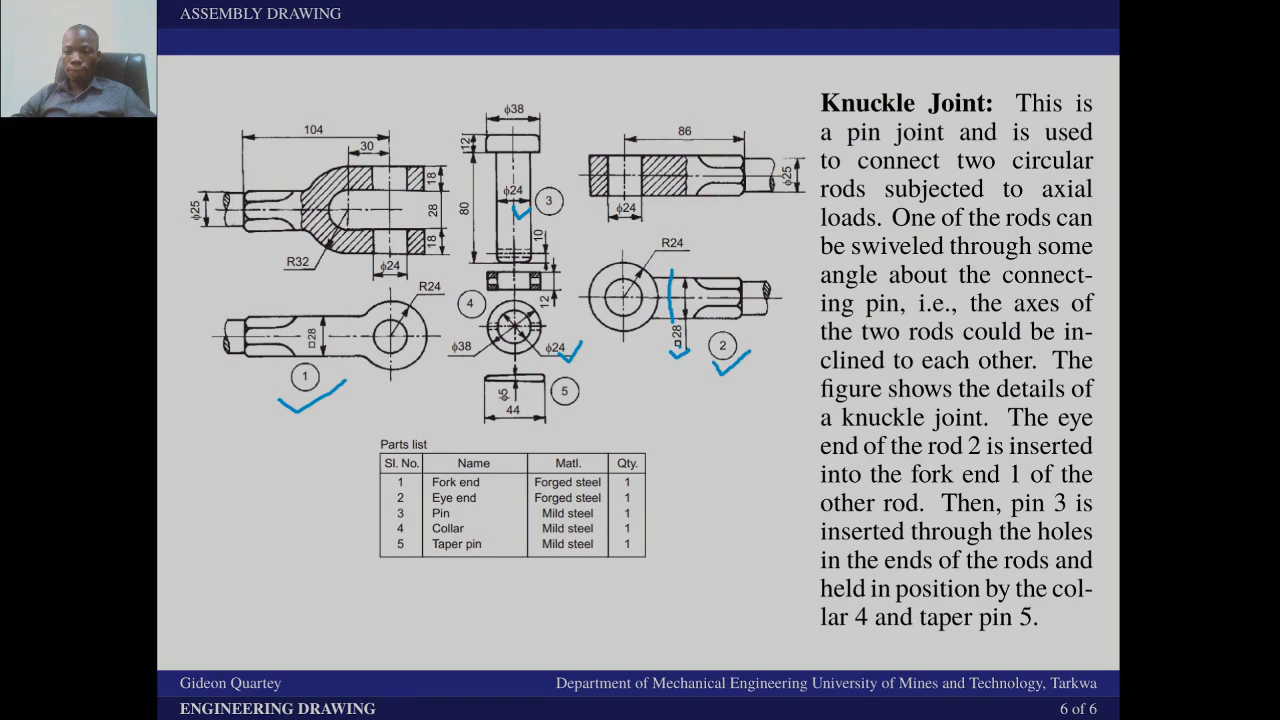 ASSEMBLY DRAWING
104
30
18
28
18
ϕ25
R32
ϕ24
R24
□28
1
ϕ38
12
80
ϕ24
3
10
4
12
ϕ38
ϕ24
ϕ5
5
44
86
ϕ25
ϕ24
R24
□28
2
Parts list
Sl. No. Name Matl. Qty.
1 Fork end Forged steel 1
2 Eye end Forged steel 1
3 Pin Mild steel 1
4 Collar Mild steel 1
5 Taper pin Mild steel 1
Knuckle Joint: This is
a pin joint and is used
to connect two circular
rods subjected to axial
loads. One of the rods can
be swiveled through some
angle about the connect-
ing pin, i.e., the axes of
the two rods could be in-
clined to each other. The
figure shows the details of
a knuckle joint. The eye
end of the rod 2 is inserted
into the fork end 1 of the
other rod. Then, pin 3 is
inserted through the holes
in the ends of the rods and
held in position by the col-
lar 4 and taper pin 5.
Gideon Quartey Department of Mechanical Engineering University of Mines and Technology, Tarkwa
ENGINEERING DRAWING 6 of 6